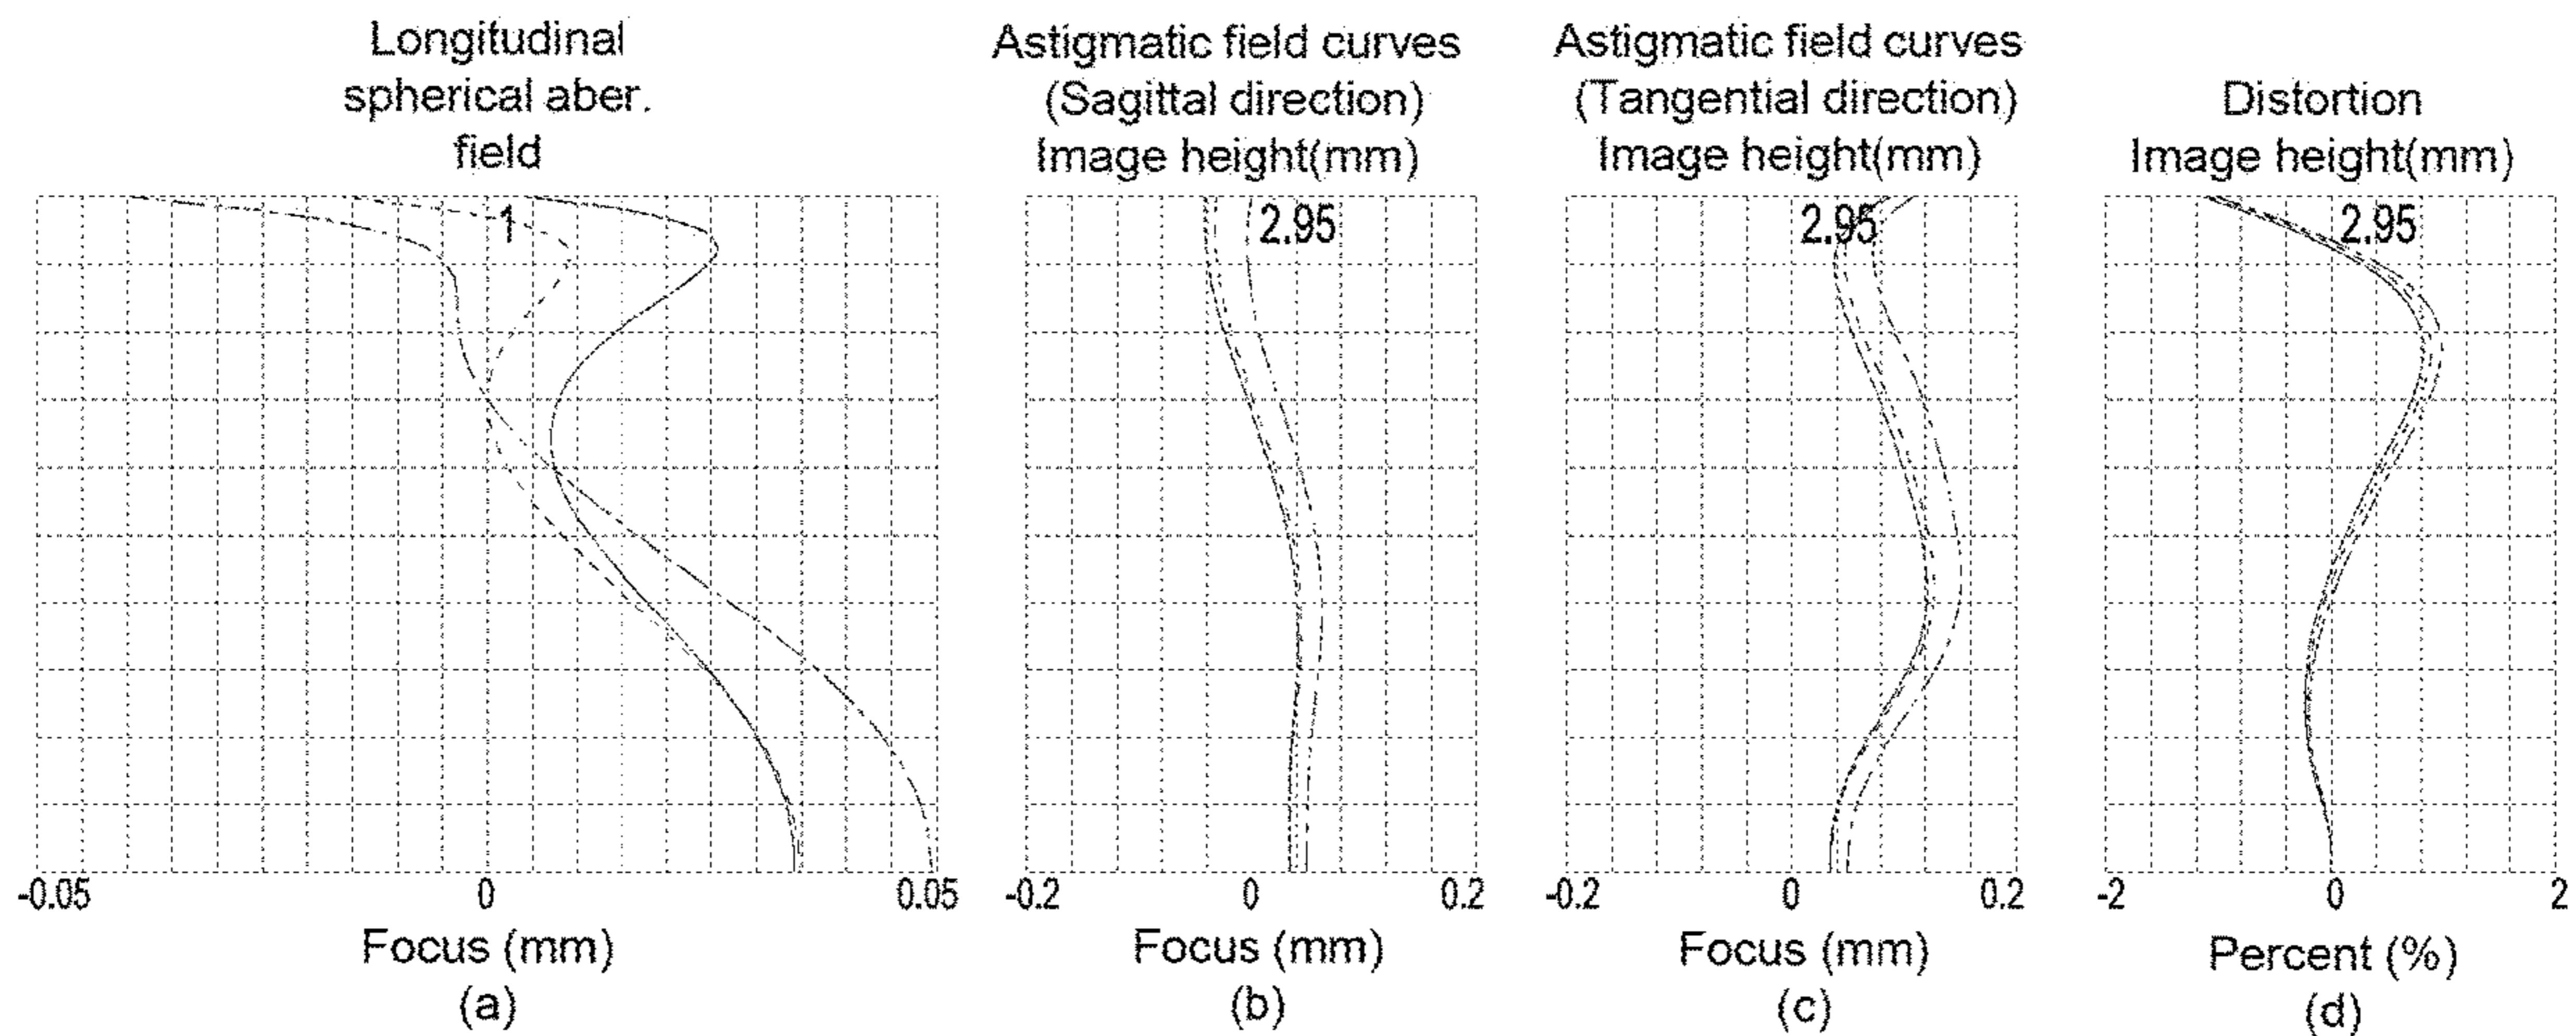 Longitudinal
spherical aber.
field
1
-0.05
0
0.05
Focus (mm)
(a)
Astigmatic field curves
(Sagittal direction)
Image height(mm)
2.95
-0.2
0
0.2
Focus (mm)
(b)
Astigmatic field curves
(Tangential direction)
Image height(mm)
2.95
-0.2
0
0.2
Focus (mm)
(c)
Distortion
Image height(mm)
2.95
-2
0
2
Percent (%)
(d)